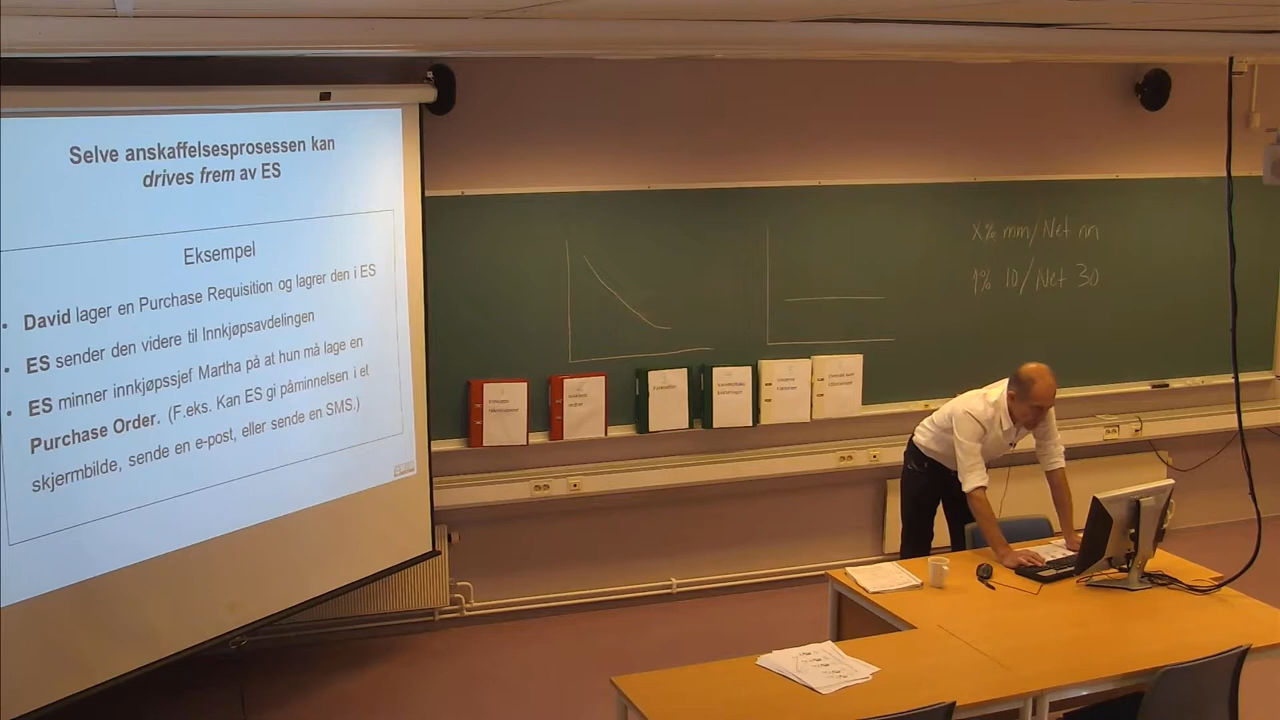 Selve anskaffelsesprosessen kan
drives frem av ES
Eksempel
• David lager en Purchase Requisition og lagrer den i ES
• ES sender den videre til Innkjøpsavdelingen
• ES minner innkjøpssjef Martha på at hun må lage en
Purchase Order. (F.eks. Kan ES gi påminnelsen i et
skjermbilde, sende en e-post, eller sende en SMS.)
X% mm/Net nn
1% 10/Net 30